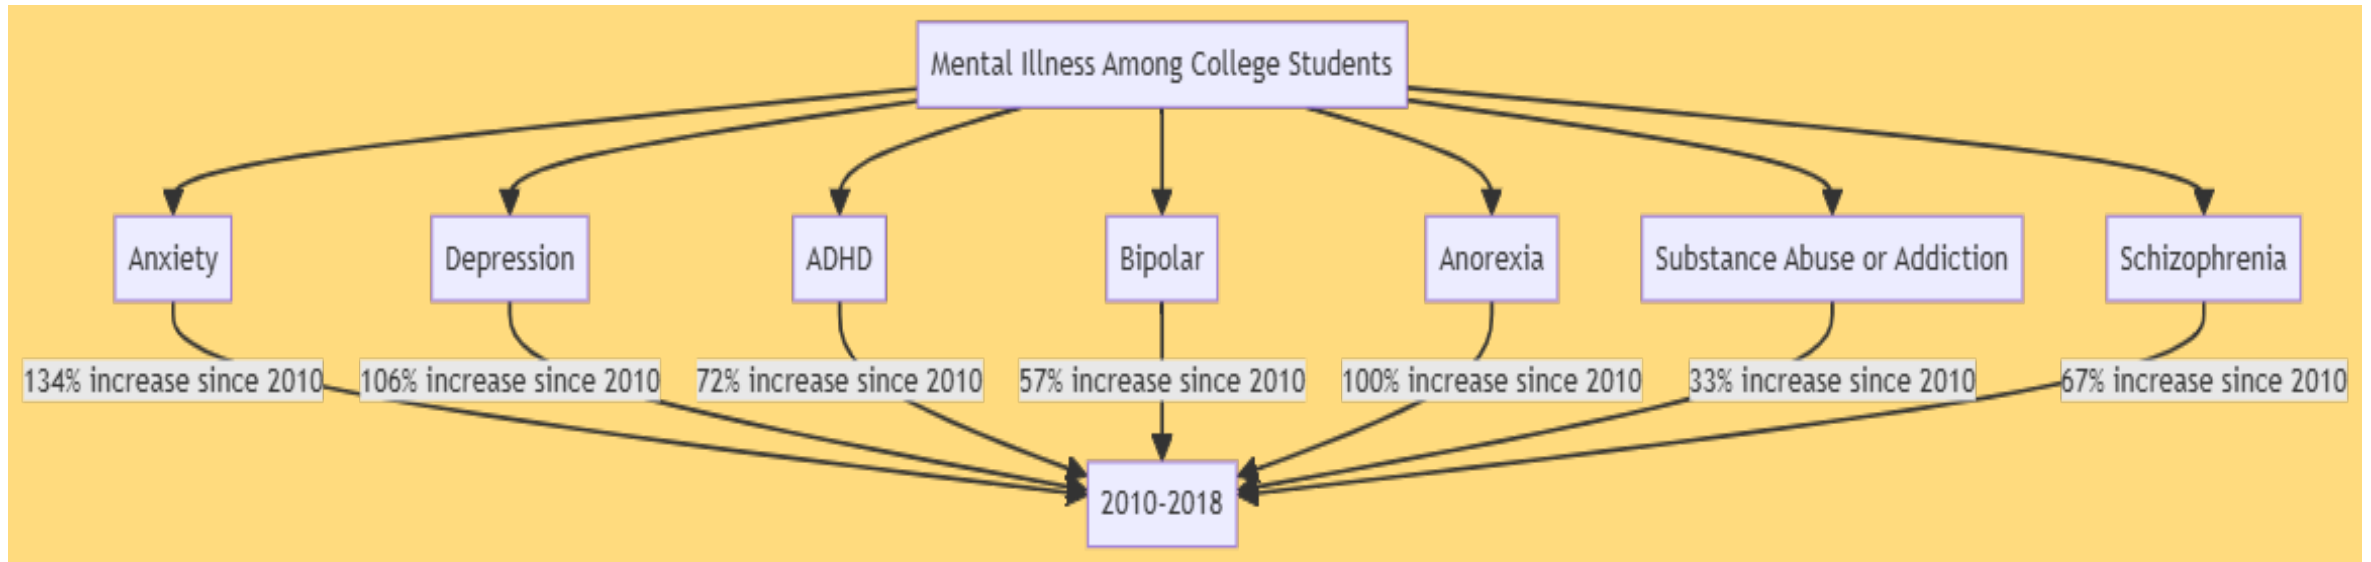 Mental Illness Among College Students
Anxiety
Depression
ADHD
Bipolar
Anorexia
Substance Abuse or Addiction
Schizophrenia
134% increase since 2010
106% increase since 2010
72% increase since 2010
57% increase since 2010
100% increase since 2010
33% increase since 2010
67% increase since 2010
2010-2018